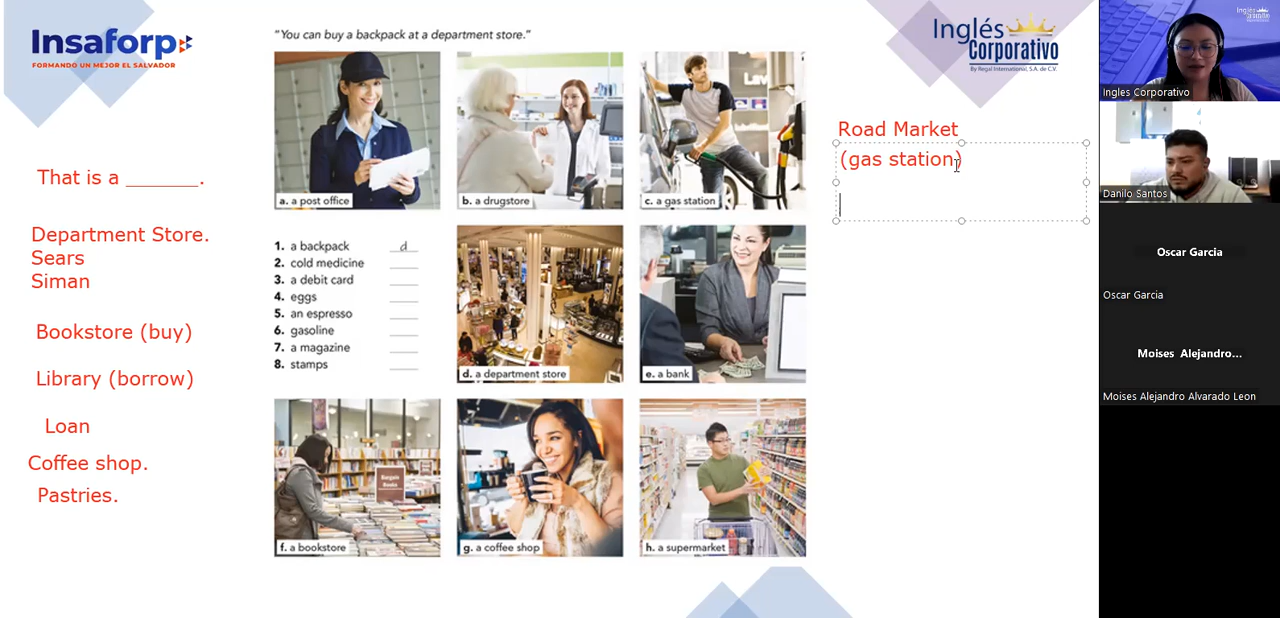 Insaforp
FORMANDO UN MEJOR EL SALVADOR
"You can buy a backpack at a department store."
Inglés
Corporativo
By Regal International, S.A. de C.V.
That is a _______.
Department Store.
Sears
Siman
Bookstore (buy)
Library (borrow)
Loan
Coffee shop.
Pastries.
a. a post office
b. a drugstore
c. a gas station
1. a backpack d
2. cold medicine
3. a debit card
4. eggs
5. an espresso
6. gasoline
7. a magazine
8. stamps
d. a department store
e. a bank
Bargain
Books
f. a bookstore
g. a coffee shop
h. a supermarket
Road Market
(gas station)
Ingles Corporativo
Danilo Santos
Oscar Garcia
Oscar Garcia
Moises Alejandro...
Moises Alejandro Alvarado Leon